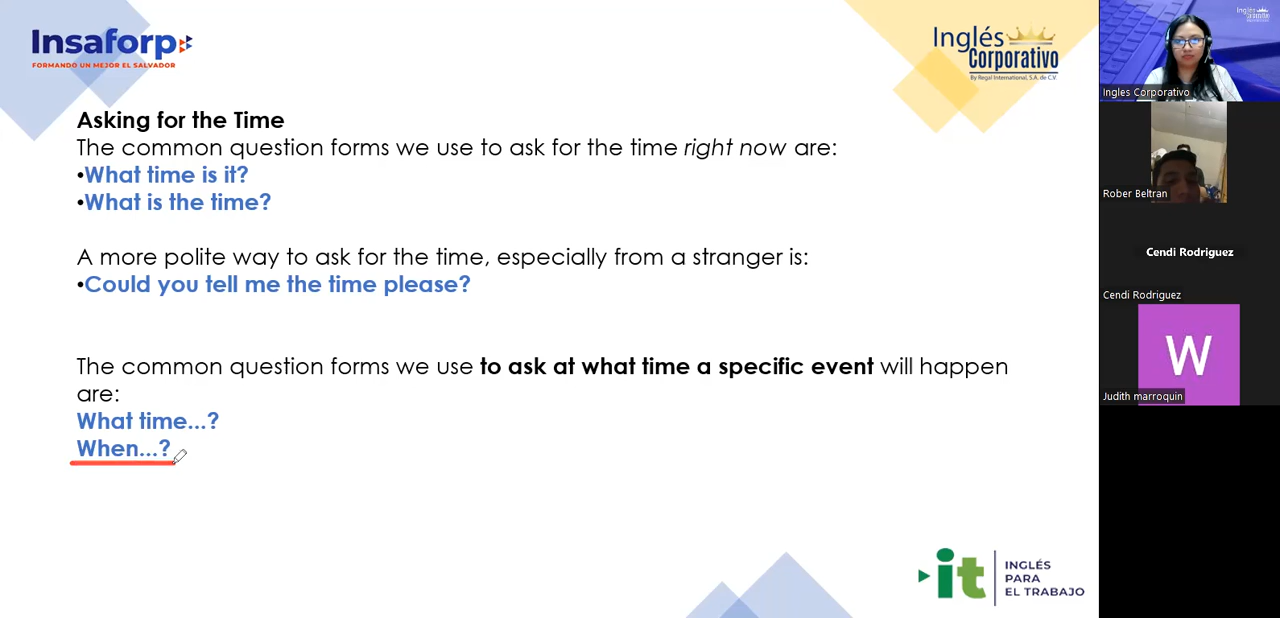 Insaforp
FORMANDO UN MEJOR EL SALVADOR
Inglés
Corporativo
By Regal International, S.A. de C.V.
Asking for the Time
The common question forms we use to ask for the time right now are:
•What time is it?
•What is the time?
A more polite way to ask for the time, especially from a stranger is:
•Could you tell me the time please?
The common question forms we use to ask at what time a specific event will happen
are:
What time...?
When...?
it
INGLÉS
PARA
EL TRABAJO
Inglés
Corporativo
Ingles Corporativo
Rober Beltran
Cendi Rodriguez
Cendi Rodriguez
W
Judith marroquin